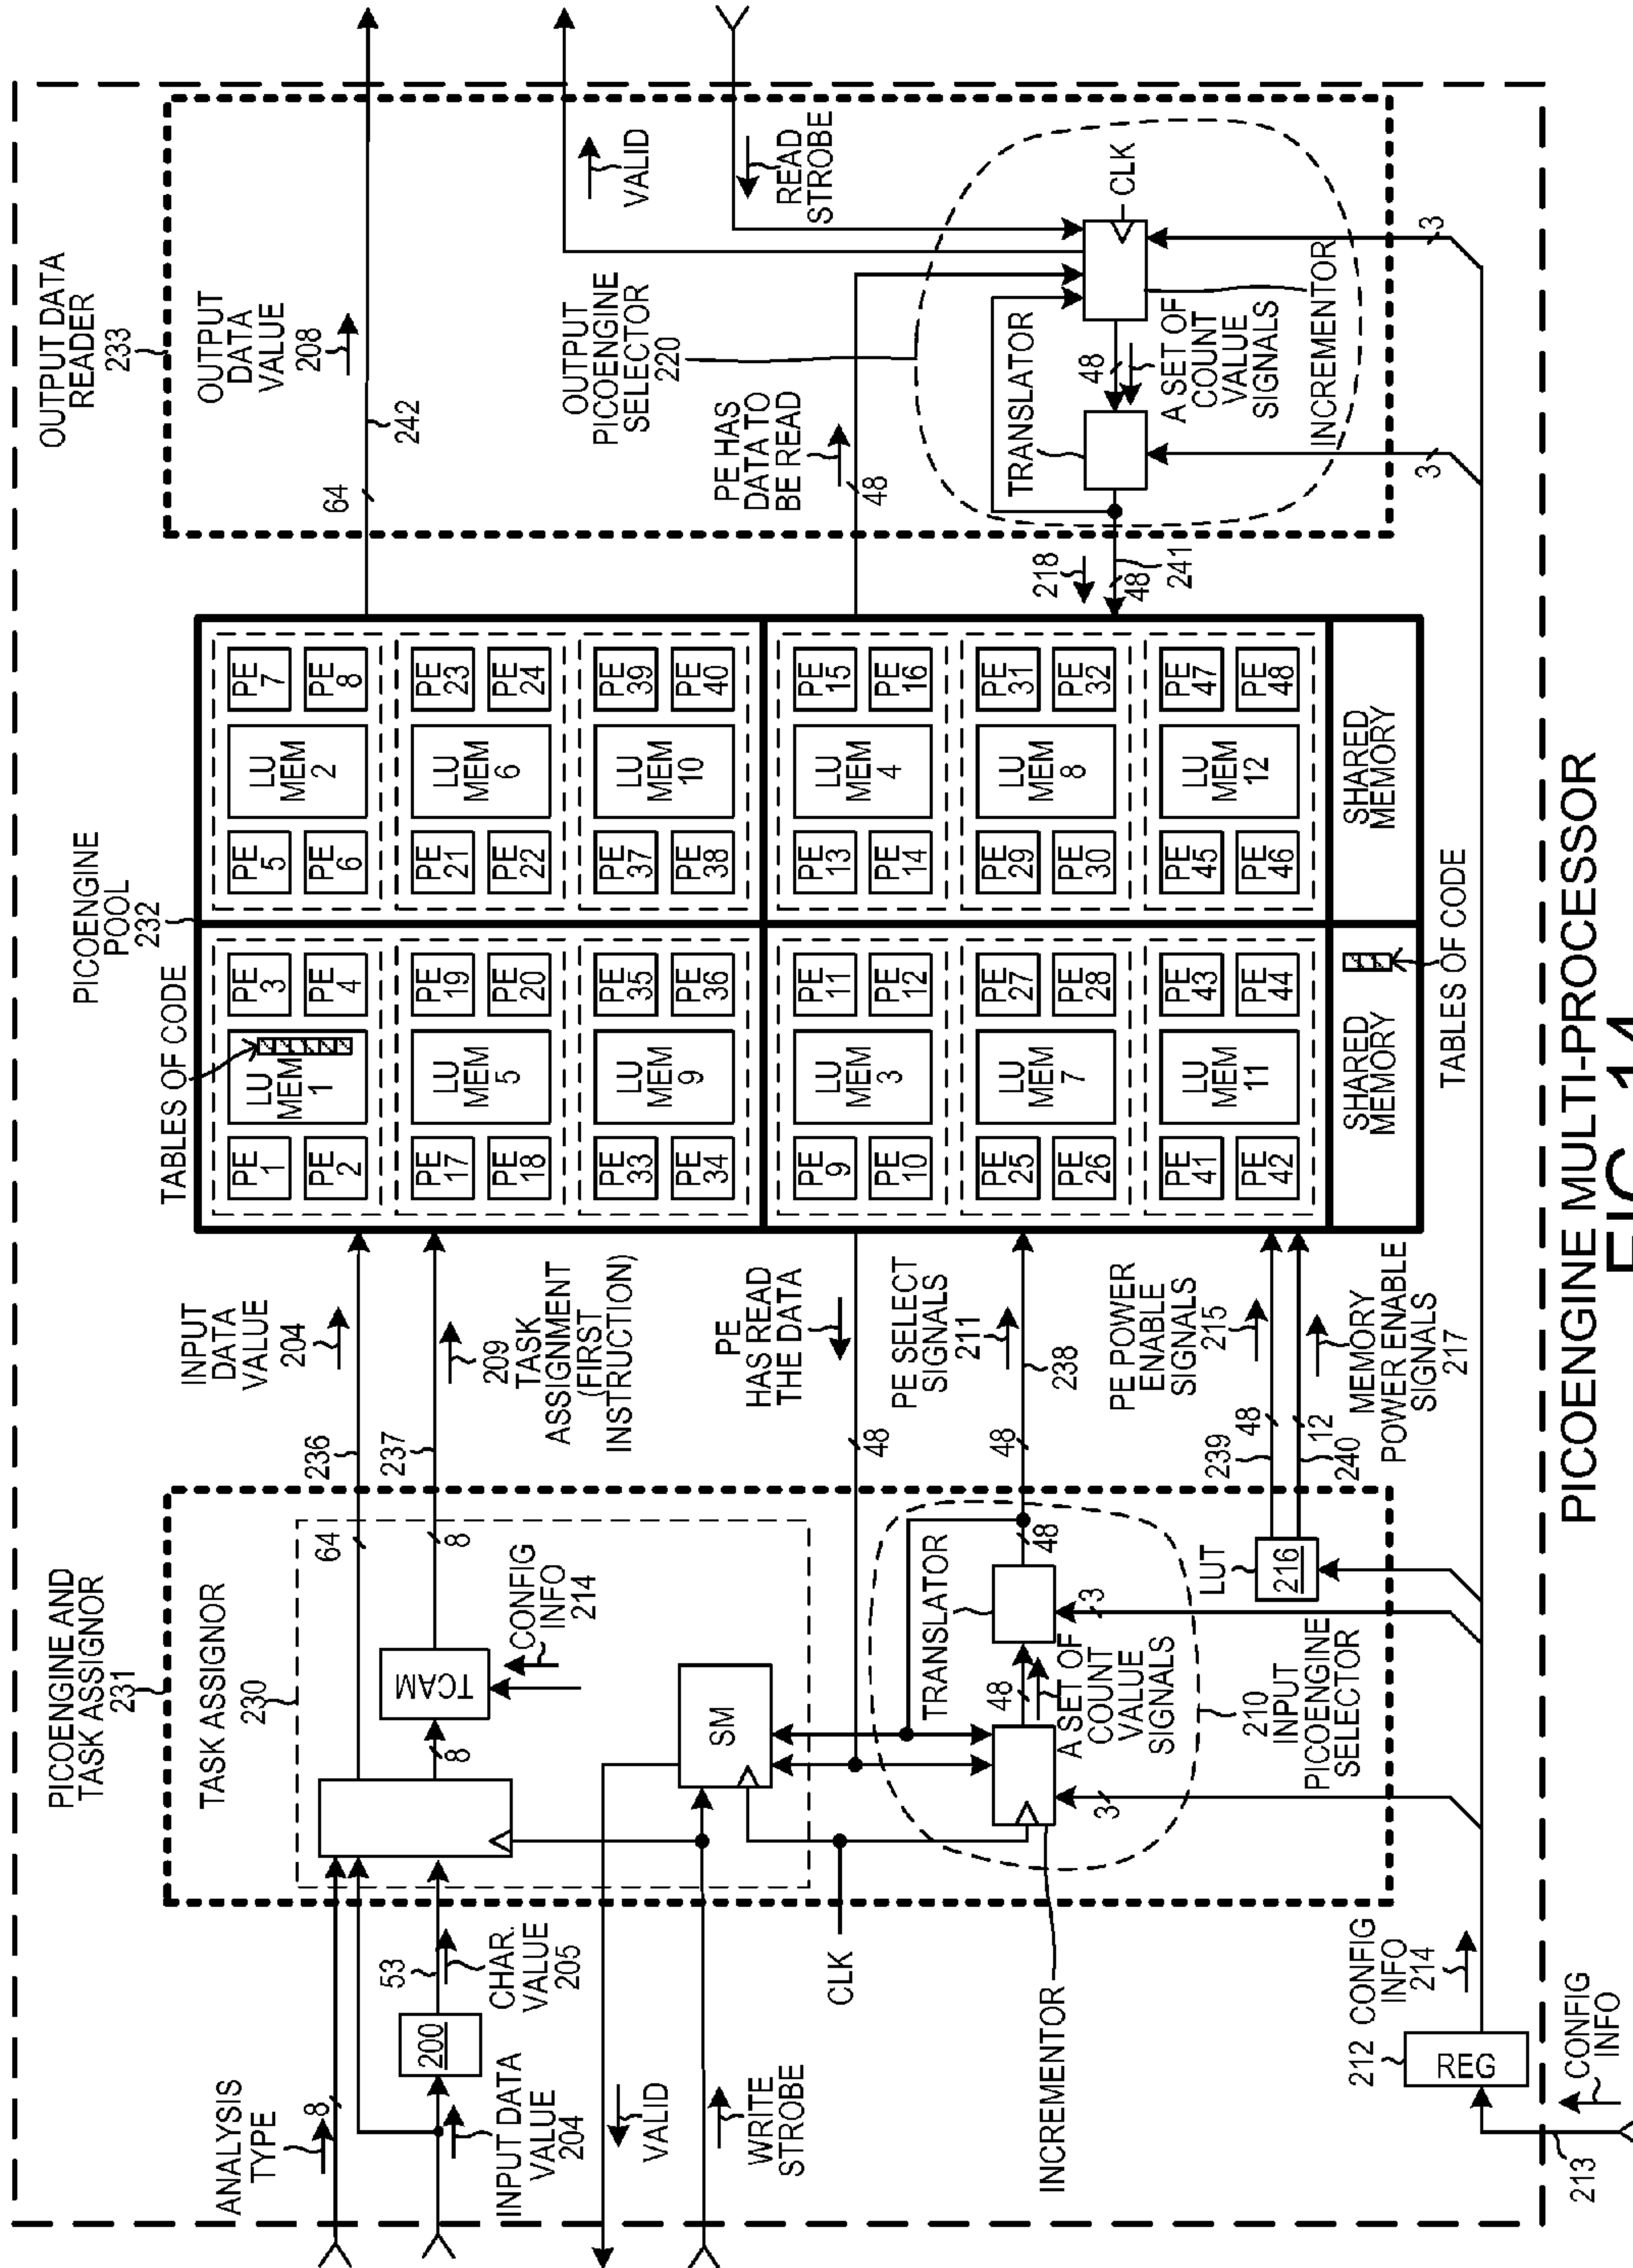 PICOENGINE AND
TASK ASSIGNOR
231
TASK ASSIGNOR
230
ANALYSIS
TYPE
8
INPUT DATA
VALUE
204
200
53
CHAR.
VALUE
205
VALID
WRITE
STROBE
CLK
INCREMENTOR
8
TCAM
CONFIG
INFO
214
SM
64
8
236
237
INPUT
DATA
VALUE
204
209
TASK
ASSIGNMENT
(FIRST
INSTRUCTION)
PE
HAS READ
THE DATA
48
PE SELECT
SIGNALS
211
238
48
48
TRANSLATOR
48
A SET OF
COUNT
VALUE
SIGNALS
3
3
210
INPUT
PICOENGINE
SELECTOR
LUT
216
239
48
12
240
PE POWER
ENABLE
SIGNALS
215
MEMORY
POWER ENABLE
SIGNALS
217
212
REG
CONFIG
INFO
214
CONFIG
INFO
213
PICOENGINE
POOL
232
TABLES OF CODE
PE
1
PE
2
LU
MEM
1
PE
3
PE
4
PE
5
PE
6
LU
MEM
2
PE
7
PE
8
PE
17
PE
18
LU
MEM
5
PE
19
PE
20
PE
21
PE
22
LU
MEM
6
PE
23
PE
24
PE
33
PE
34
LU
MEM
9
PE
35
PE
36
PE
37
PE
38
LU
MEM
10
PE
39
PE
40
PE
9
PE
10
LU
MEM
3
PE
11
PE
12
PE
13
PE
14
LU
MEM
4
PE
15
PE
16
PE
25
PE
26
LU
MEM
7
PE
27
PE
28
PE
29
PE
30
LU
MEM
8
PE
31
PE
32
PE
41
PE
42
LU
MEM
11
PE
43
PE
44
PE
45
PE
46
LU
MEM
12
PE
47
PE
48
SHARED
MEMORY
SHARED
MEMORY
TABLES OF CODE
OUTPUT DATA
READER
233
OUTPUT
DATA
VALUE
208
64
242
VALID
READ
STROBE
OUTPUT
PICOENGINE
SELECTOR
220
PE HAS
DATA TO
BE READ
48
TRANSLATOR
48
A SET OF
COUNT
VALUE
SIGNALS
INCREMENTOR
CLK
218
48
241
3
3
PICOENGINE MULTI-PROCESSOR
FIG. 14